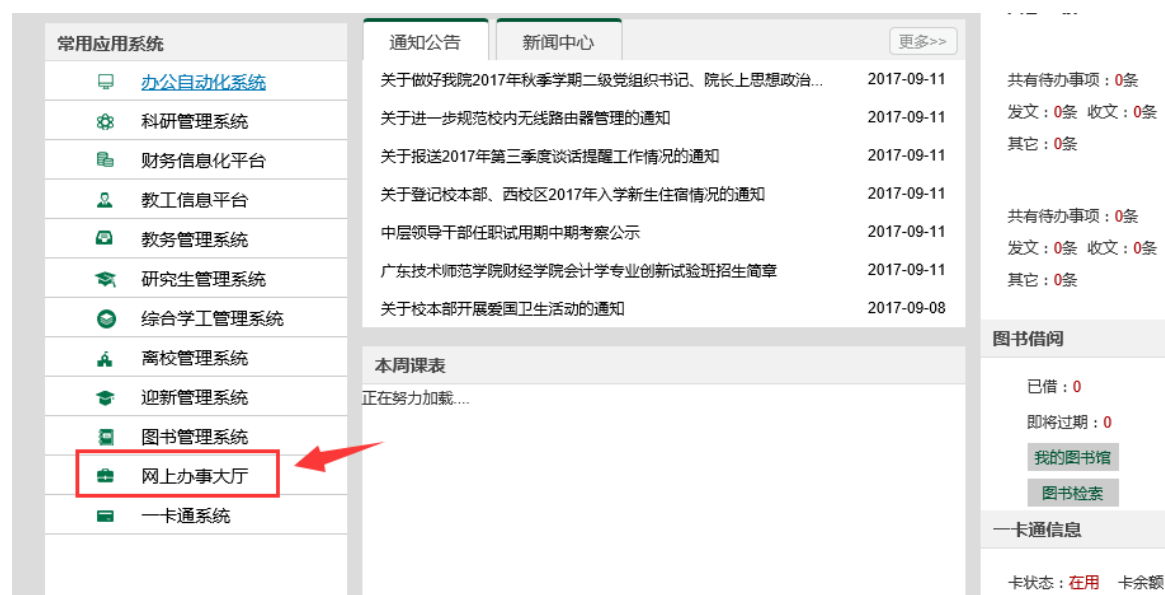 常用应用系统
办公自动化系统
科研管理系统
财务信息化平台
教工信息平台
教务管理系统
研究生管理系统
综合学工管理系统
离校管理系统
迎新管理系统
图书管理系统
网上办事大厅
一卡通系统
通知公告 新闻中心 更多>>
关于做好我院2017年秋季学期二级党组织书记、院长上思想政治... 2017-09-11
关于进一步规范校内无线路由器管理的通知 2017-09-11
关于报送2017年第三季度谈话提醒工作情况的通知 2017-09-11
关于登记校本部、西校区2017年入学新生住宿情况的通知 2017-09-11
中层领导干部任职试用期中期考察公示 2017-09-11
广东技术师范学院财经学院会计学专业创新试验班招生简章 2017-09-11
关于校本部开展爱国卫生活动的通知 2017-09-08
本周课表
正在努力加载....
共有待办事项：0条
发文：0条 收文：0条
其它：0条
共有待办事项：0条
发文：0条 收文：0条
其它：0条
图书借阅
已借：0
即将过期：0
我的图书馆
图书检索
一卡通信息
卡状态：在用 卡余额